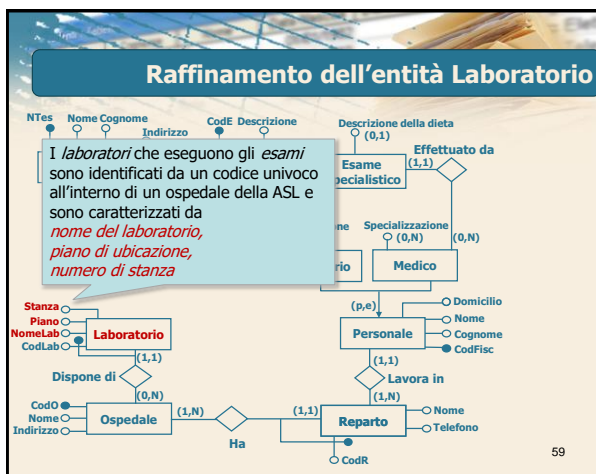 Raffinamento dell'entità Laboratorio
NTes Nome Cognome CodE Descrizione Descrizione della dieta
Indirizzo (0,1) Effettuato da
I laboratori che eseguono gli esami
sono identificati da un codice univoco
all'interno di un ospedale della ASL e
sono caratterizzati da
nome del laboratorio,
piano di ubicazione,
numero di stanza
Esame (1,1)
pecialistico
ne Specializzazione
(0,N) (0,N)
rio Medico
Stanza
Piano
NomeLab Laboratorio
CodLab
(1,1)
Dispone di
(0,N)
(p,e) Domicilio
Nome
Personale Cognome
CodFisc
(1,1)
Lavora in
(1,N)
CodO
Nome Ospedale (1,N) (1,1) Reparto Nome
Indirizzo Telefono
Ha
CodR
59